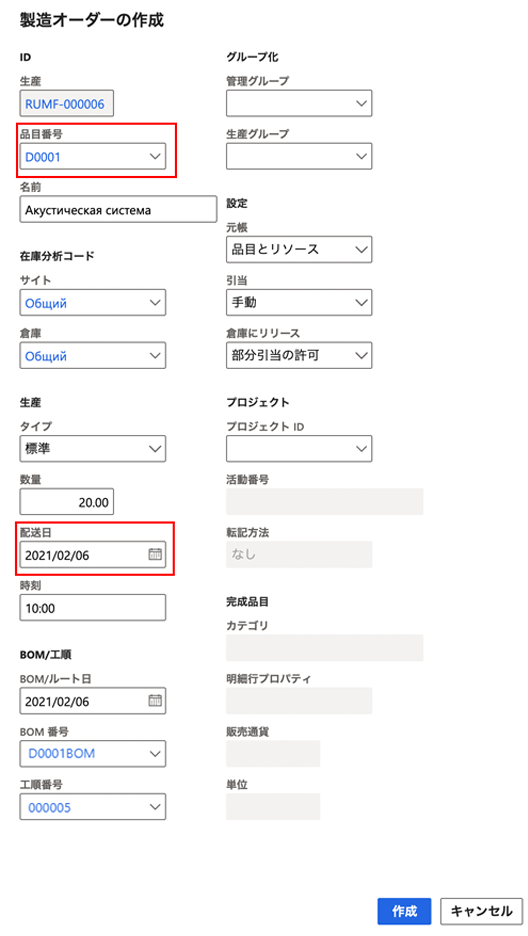 製造オーダーの作成
ID
生産
RUMF-000006
品目番号
D0001
名前
Акустическая система
在庫分析コード
サイト
Общий
倉庫
Общий
生産
タイプ
標準
数量
20.00
配送日
2021/02/06
時刻
10:00
BOM/工順
BOM/ルート日
2021/02/06
BOM 番号
D0001BOM
工順番号
000005
グループ化
管理グループ
生産グループ
設定
元帳
品目とリソース
引当
手動
倉庫にリリース
部分引当の許可
プロジェクト
プロジェクト ID
活動番号
転記方法
なし
完成品目
カテゴリ
明細行プロパティ
販売通貨
単位
作成
キャンセル